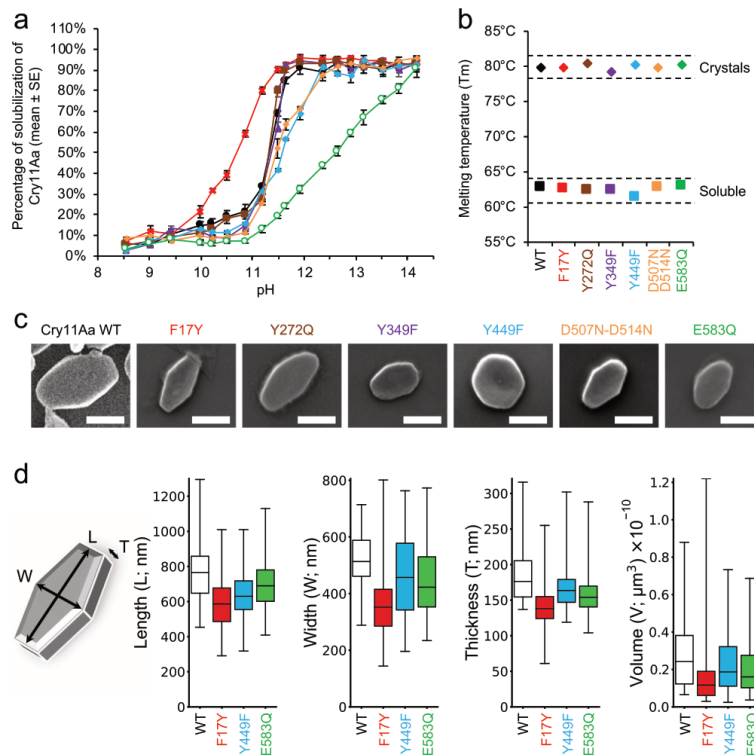 a
Percentage of solubilization of
Cry11Aa (mean ± SE)
110%
100%
90%
80%
70%
60%
50%
40%
30%
20%
10%
0%
8 9 10 11 12 13 14
pH
b
Melting temperature (Tm)
85°C
80°C
75°C
70°C
65°C
60°C
55°C
Crystals
Soluble
WT
F17Y
Y272Q
Y349F
Y449F
D507N
D514N
E583Q
c
Cry11Aa WT F17Y Y272Q Y349F Y449F D507N-D514N E583Q
d
L
T
W
Length (L; nm)
1200
1000
800
600
400
200
0
WT
F17Y
Y449F
E583Q
Width (W; nm)
800
600
400
200
0
WT
F17Y
Y449F
E583Q
Thickness (T; nm)
300
250
200
150
100
50
0
WT
F17Y
Y449F
E583Q
Volume (V; µm³) ×10⁻¹⁰
1.2
1.0
0.8
0.6
0.4
0.2
0.0
WT
F17Y
Y449F
E583Q